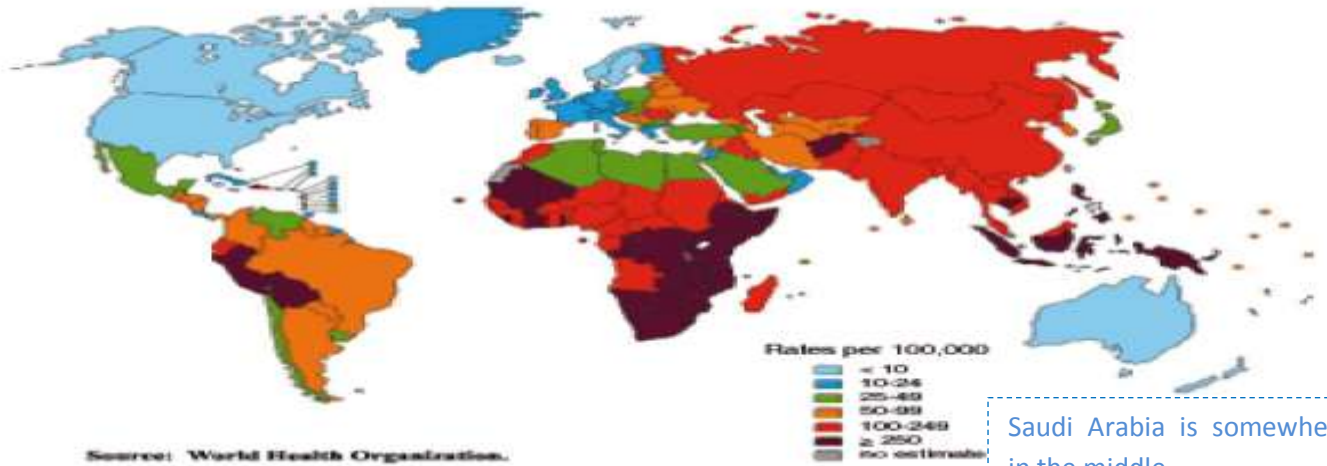 Rates per 100,000
< 10
10-24
25-49
50-99
100-249
≥ 250
no estimate
Source: World Health Organization.
Saudi Arabia is somewhe
in the middle